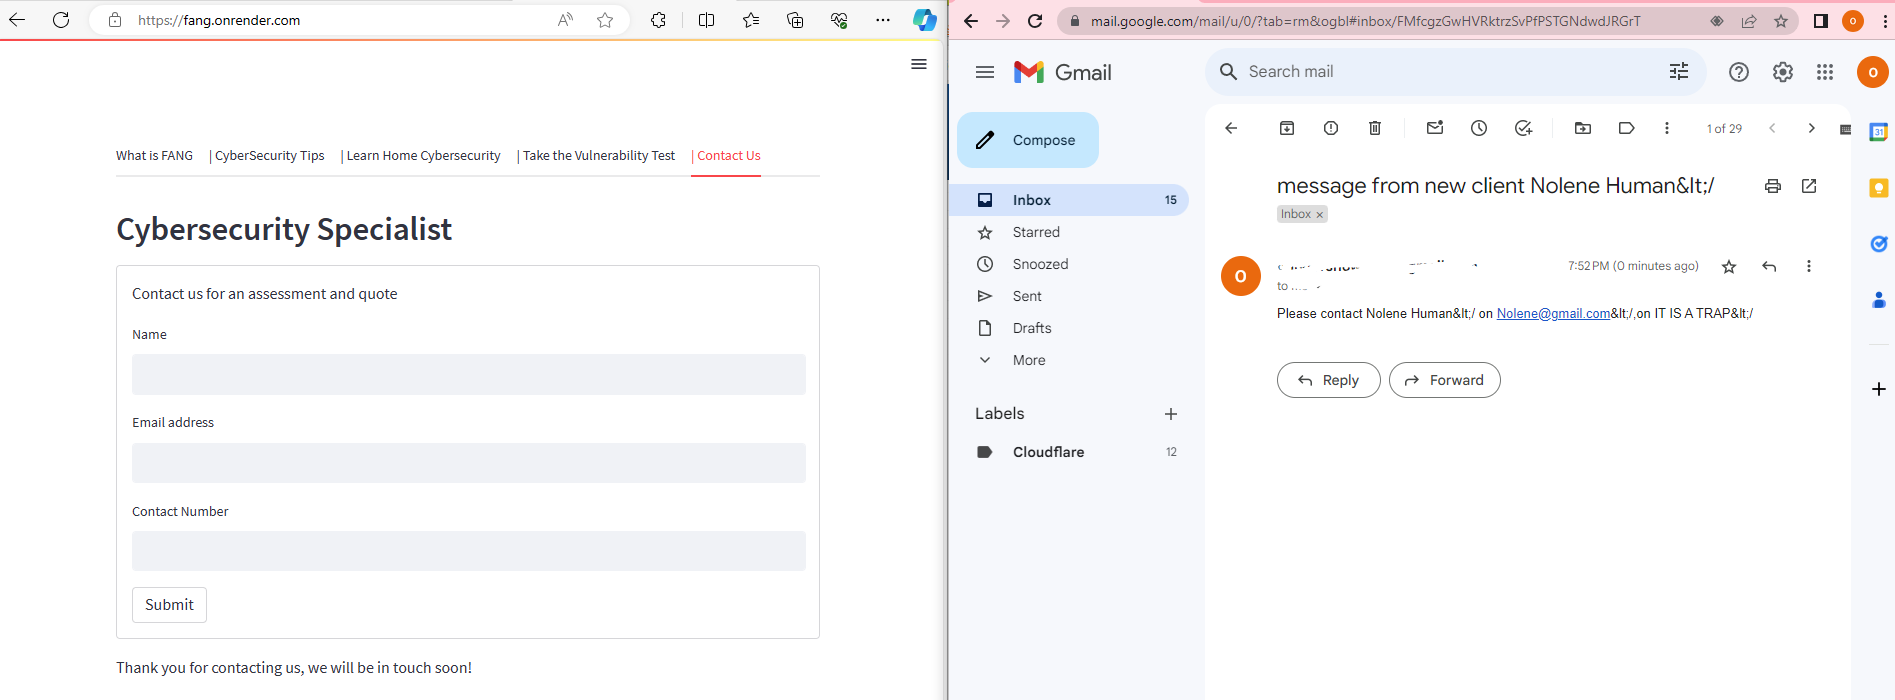 https://fang.onrender.com
What is FANG | CyberSecurity Tips | Learn Home Cybersecurity | Take the Vulnerability Test | Contact Us
Cybersecurity Specialist
Contact us for an assessment and quote
Name
Email address
Contact Number
Submit
Thank you for contacting us, we will be in touch soon!
mail.google.com/mail/u/0/?tab=rm&ogbl#inbox/FMfcgzGwHVRktrzSvPfPSTGNdwdJRGrT
O
Gmail
Search mail
O
Compose
1 of 29
31
Inbox 15
Starred
Snoozed
Sent
Drafts
More
Labels
Cloudflare 12
message from new client Nolene Human&lt;/
Inbox ×
O
7:52 PM (0 minutes ago)
to
Please contact Nolene Human&lt;/ on Nolene@gmail.com&lt;/,on IT IS A TRAP&lt;/
Reply Forward